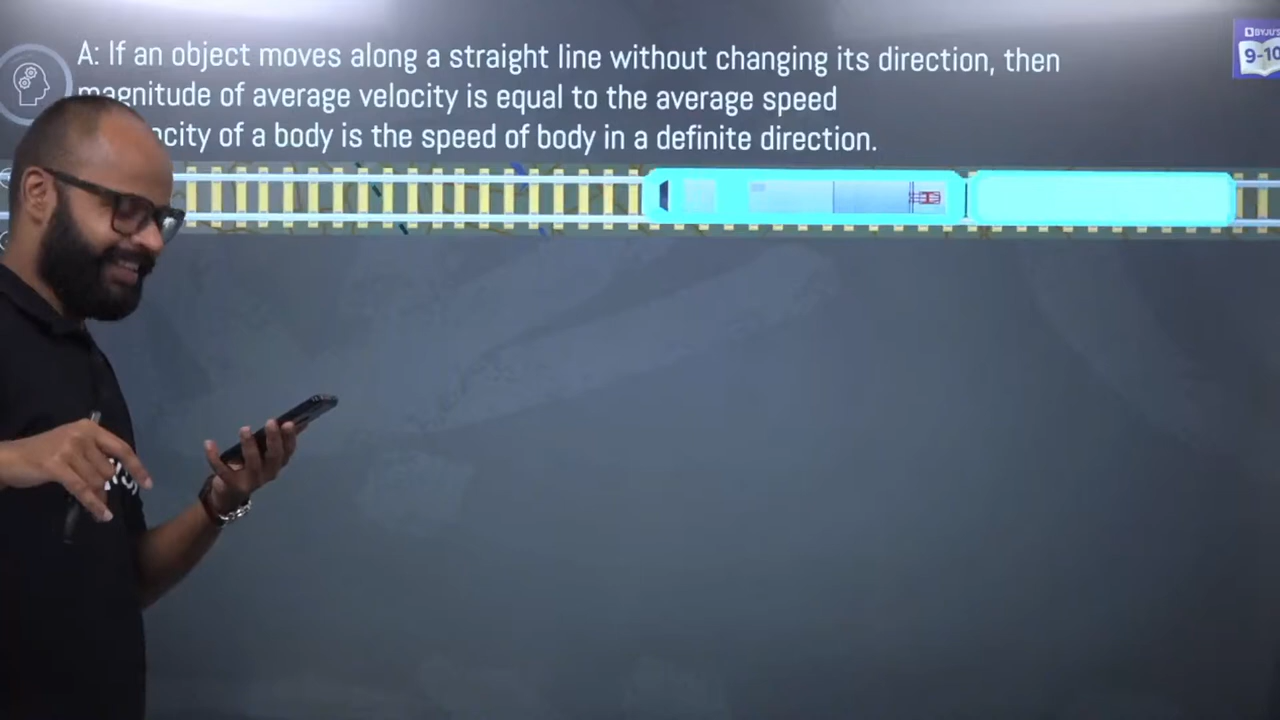 A: If an object moves along a straight line without changing its direction, then
magnitude of average velocity is equal to the average speed
of a body is the speed of body in a definite direction.
BYJU'S
9-10